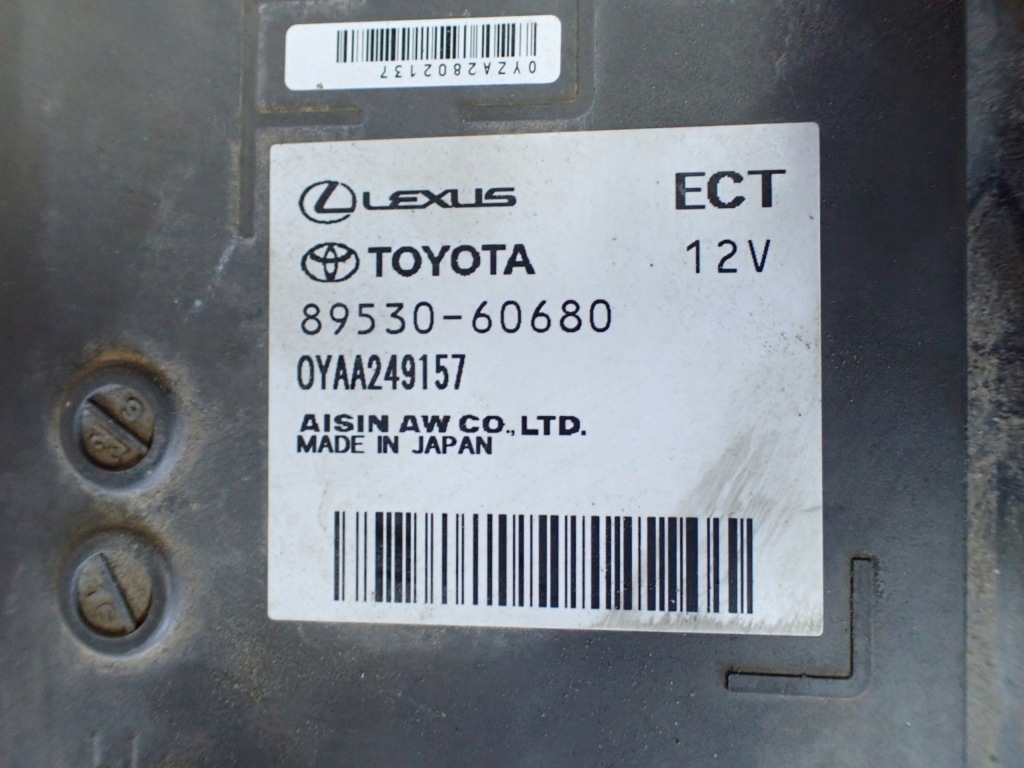 0YZA2802137
LEXUS ECT
TOYOTA 12V
89530-60680
0YAA249157
AISIN AW CO., LTD.
MADE IN JAPAN